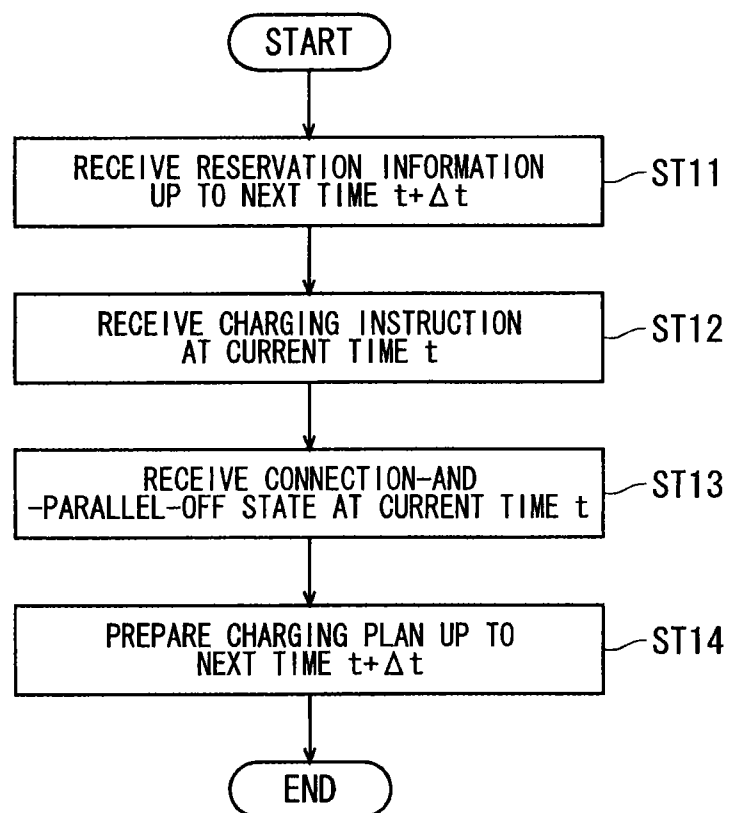 START
RECEIVE RESERVATION INFORMATION
UP TO NEXT TIME t+Δt
ST11
RECEIVE CHARGING INSTRUCTION
AT CURRENT TIME t
ST12
RECEIVE CONNECTION-AND
-PARALLEL-OFF STATE AT CURRENT TIME t
ST13
PREPARE CHARGING PLAN UP TO
NEXT TIME t+Δt
ST14
END